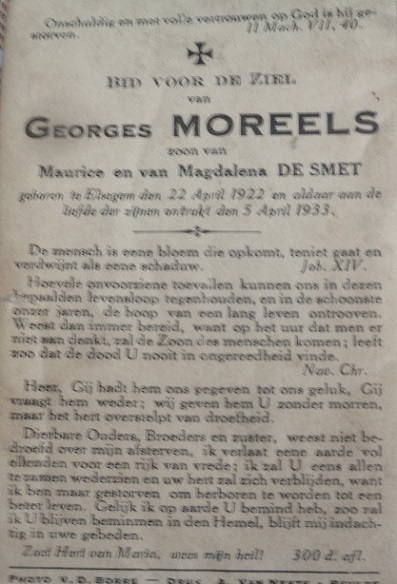 Onschuldig en met volle vertrouwen op God is hij ge-
storven. II Mach. VII, 40.
BID VOOR DE ZIEL
van
GEORGES MOREELS
zoon van
Maurice en van Magdalena DE SMET
geboren te Elsegem den 22 April 1922 en aldaar aan de
liefde der zijnen ontrukt den 5 April 1933.
De mensch is eene bloem die opkomt, teniet gaat en
verdwijnt als eene schaduw. Job. XIV.
Hoevele onvoorziene toevallen kunnen ons in dezen
bepaalden levensloop tegenhouden, en in de schoonste
onzer jaren, de hoop van een lang leven ontrooven.
Weest dan immer bereid, want op het uur dat men er
niet aan denkt, zal de Zoon des menschen komen; leeft
zoo dat de dood U nooit in ongereedheid vinde.
Nav. Chr.
Heer, Gij hadt hem ons gegeven tot ons geluk, Gij
vraagt hem weder; wij geven hem U zonder morren,
maar het hert overstelpt van droefheid.
Dierbare Ouders, Broeders en zuster, weest niet be-
droefd over mijn afsterven, ik verlaat eene aarde vol
ellenden voor een rijk van vrede; ik zal U eens allen
te zamen wederzien en uw hert zal zich verblijden, want
ik ben maar gestorven om herboren te worden tot een
beter leven. Gelijk ik op aarde U bemind heb, zoo zal
ik U blijven beminmen in den Hemel, blijft mij indach-
tig in uwe gebeden.
Zoet Hert van Maria, wees mijn heil! 300 d. afl.
PHOTO V. D. BORRE — DRUK. A. VAN NESTE